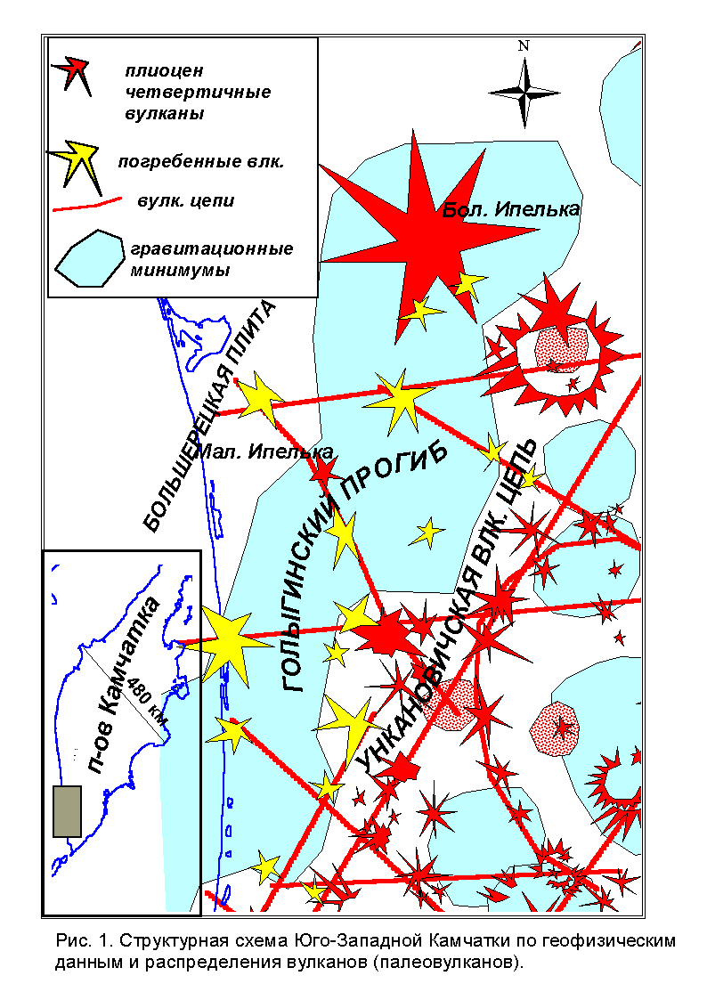 плиоцен
четвертичные
вулканы
погребенные влк.
вулк. цепи
гравитационные
минимумы
N
Бол. Ипелька
БОЛЬШЕРЕЦКАЯ ПЛИТА
Мал. Ипелька
ГОЛЫГИНСКИЙ ПРОГИБ
УНКАНОВИЧСКАЯ ВЛК. ЦЕПЬ
п-ов Камчатка
480 км
Рис. 1. Структурная схема Юго-Западной Камчатки по геофизическим
данным и распределения вулканов (палеовулканов).